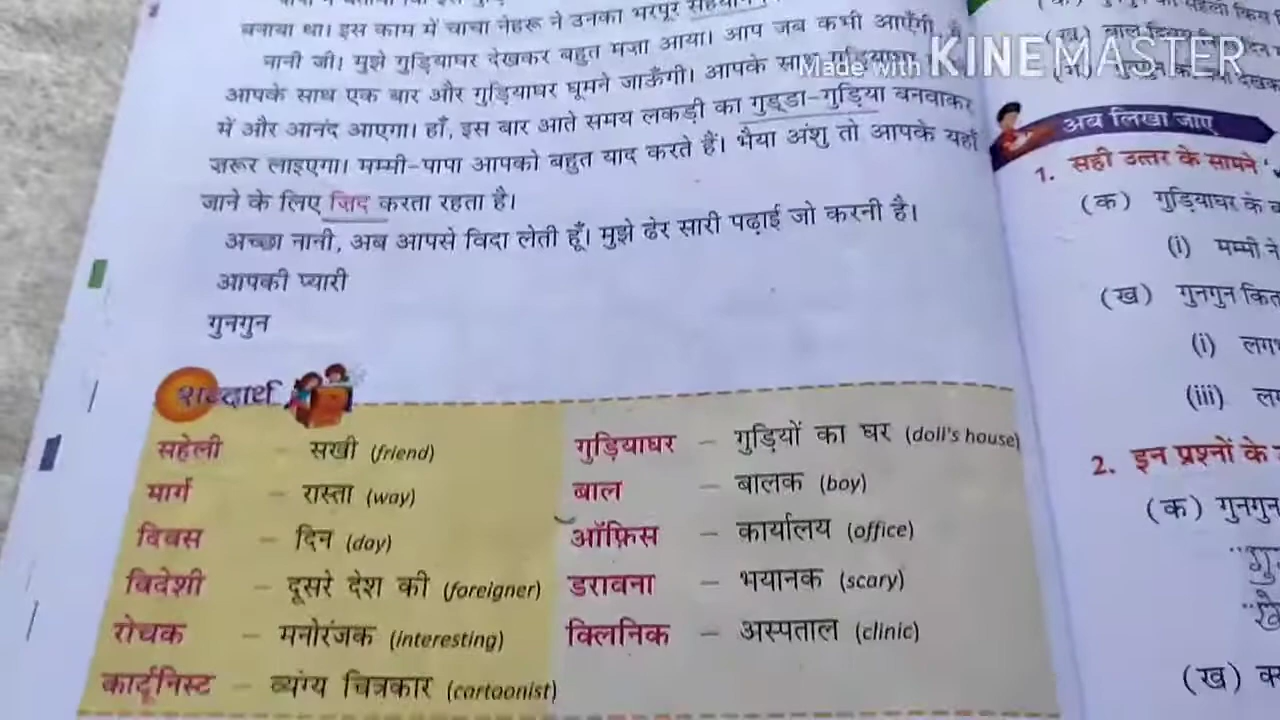 बनाया था। इस काम में चाचा नेहरू ने उनका भरपूर
नानी जी! मुझे गुड़ियाघर देखकर बहुत मज़ा आया। आप जब कभी आएँगी
आपके साथ एक बार और गुड़ियाघर घूमने जाऊँगी। आपके साथ
में और आनंद आएगा। हाँ, इस बार आते समय लकड़ी का गुड्डा-गुड़िया बनवाकर
ज़रूर लाइएगा। मम्मी-पापा आपको बहुत याद करते हैं। भैया अंशु तो आपके यहाँ
जाने के लिए ज़िद करता रहता है।
अच्छा नानी, अब आपसे विदा लेती हूँ। मुझे ढेर सारी पढ़ाई जो करनी है।
आपकी प्यारी
गुनगुन
शब्दार्थ
सहेली – सखी (friend) गुड़ियाघर – गुड़ियों का घर (doll's house)
मार्ग – रास्ता (way) बाल – बालक (boy)
दिवस – दिन (day) ऑफ़िस – कार्यालय (office)
विदेशी – दूसरे देश की (foreigner) डरावना – भयानक (scary)
रोचक – मनोरंजक (interesting) क्लिनिक – अस्पताल (clinic)
कार्टूनिस्ट – व्यंग्य चित्रकार (cartoonist)
Made with KINEMASTER
अब लिखा जाए
1. सही उत्तर के सामने
(क) गुड़ियाघर के
(i) मम्मी ने
(ख) गुनगुन
(i)
(iii)
2. इन प्रश्नों के
(क) गुनगुन
(ख)